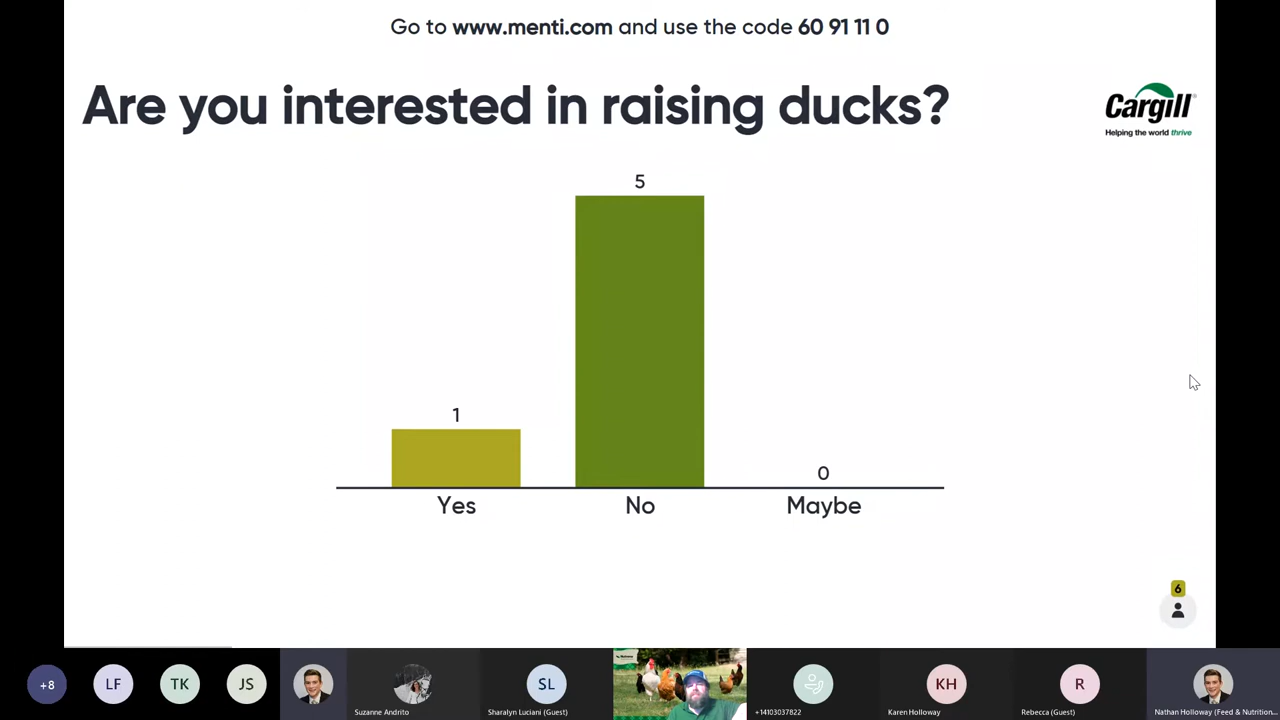 Go to www.menti.com and use the code 60 91 11 0
Are you interested in raising ducks?
Cargill®
Helping the world thrive
5
1
0
Yes
No
Maybe
6
+8
LF
TK
JS
SL
KH
R
Suzanne Andrito
Sharalyn Luciani (Guest)
+14103037822
Karen Holloway
Rebecca (Guest)
Nathan Holloway (Feed & Nutrition...